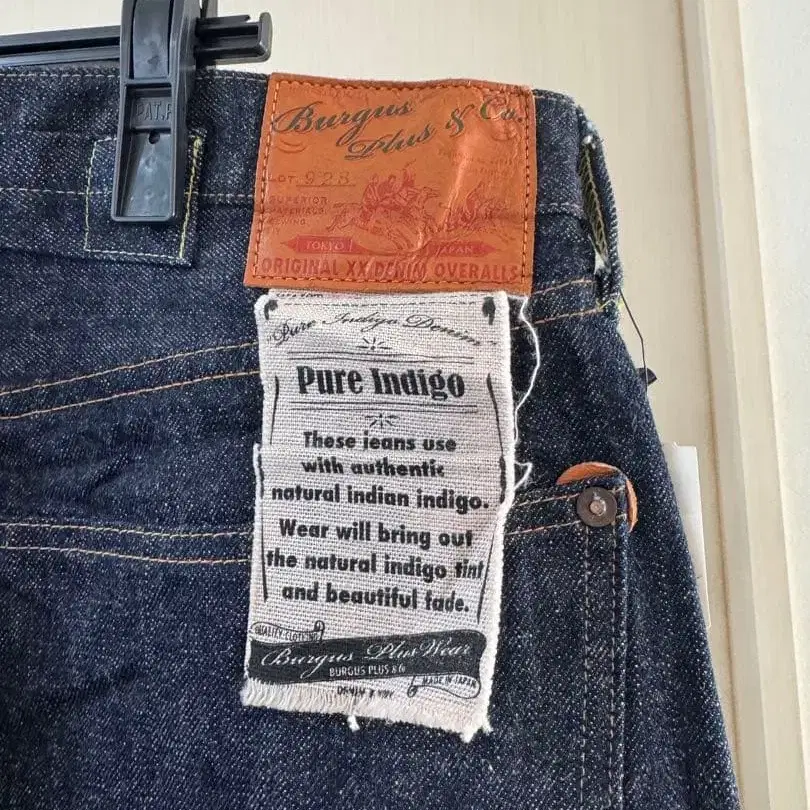 PAT.P
Burgus
Plus & Co.
LOT. 928
SUPERIOR
MATERIALS.
TOKYO JAPAN
ORIGINAL XX DENIM OVERALLS
"Pure Indigo Denim"
Pure Indigo
These jeans use
with authentic
natural indian indigo.
Wear will bring out
the natural indigo tint
and beautiful fade.
QUALITY CLOTHING
Burgus Plus Wear
BURGUS PLUS & Co
MADE IN JAPAN